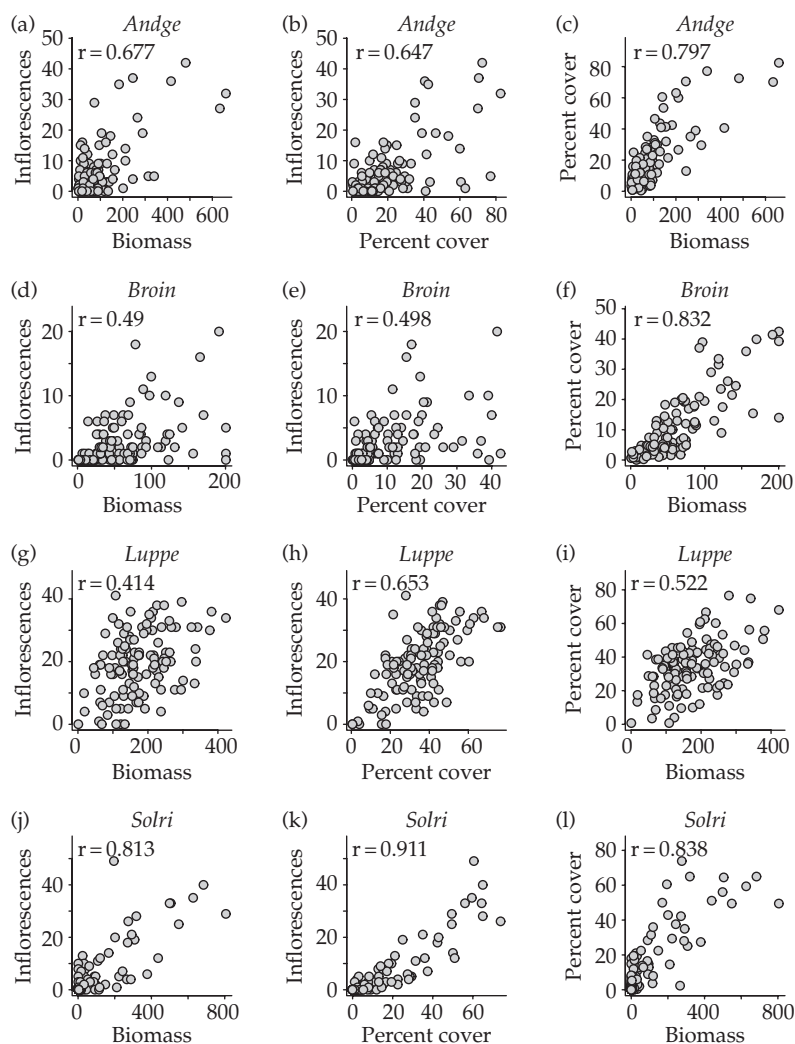 (a) Andge
r = 0.677
Inflorescences
50
40
30
20
10
0
0 200 400 600
Biomass
(b) Andge
r = 0.647
Inflorescences
50
40
30
20
10
0
0 20 40 60 80
Percent cover
(c) Andge
r = 0.797
Percent cover
80
60
40
20
0
0 200 400 600
Biomass
(d) Broin
r = 0.49
Inflorescences
20
10
0
0 100 200
Biomass
(e) Broin
r = 0.498
Inflorescences
20
10
0
0 10 20 30 40
Percent cover
(f) Broin
r = 0.832
Percent cover
50
40
30
20
10
0
0 100 200
Biomass
(g) Luppe
r = 0.414
Inflorescences
40
20
0
0 200 400
Biomass
(h) Luppe
r = 0.653
Inflorescences
40
20
0
0 20 40 60
Percent cover
(i) Luppe
r = 0.522
Percent cover
80
60
40
20
0
0 200 400
Biomass
(j) Solri
r = 0.813
Inflorescences
40
20
0
0 200 400 600 800
Biomass
(k) Solri
r = 0.911
Inflorescences
40
20
0
0 20 40 60
Percent cover
(l) Solri
r = 0.838
Percent cover
80
60
40
20
0
0 200 400 600 800
Biomass